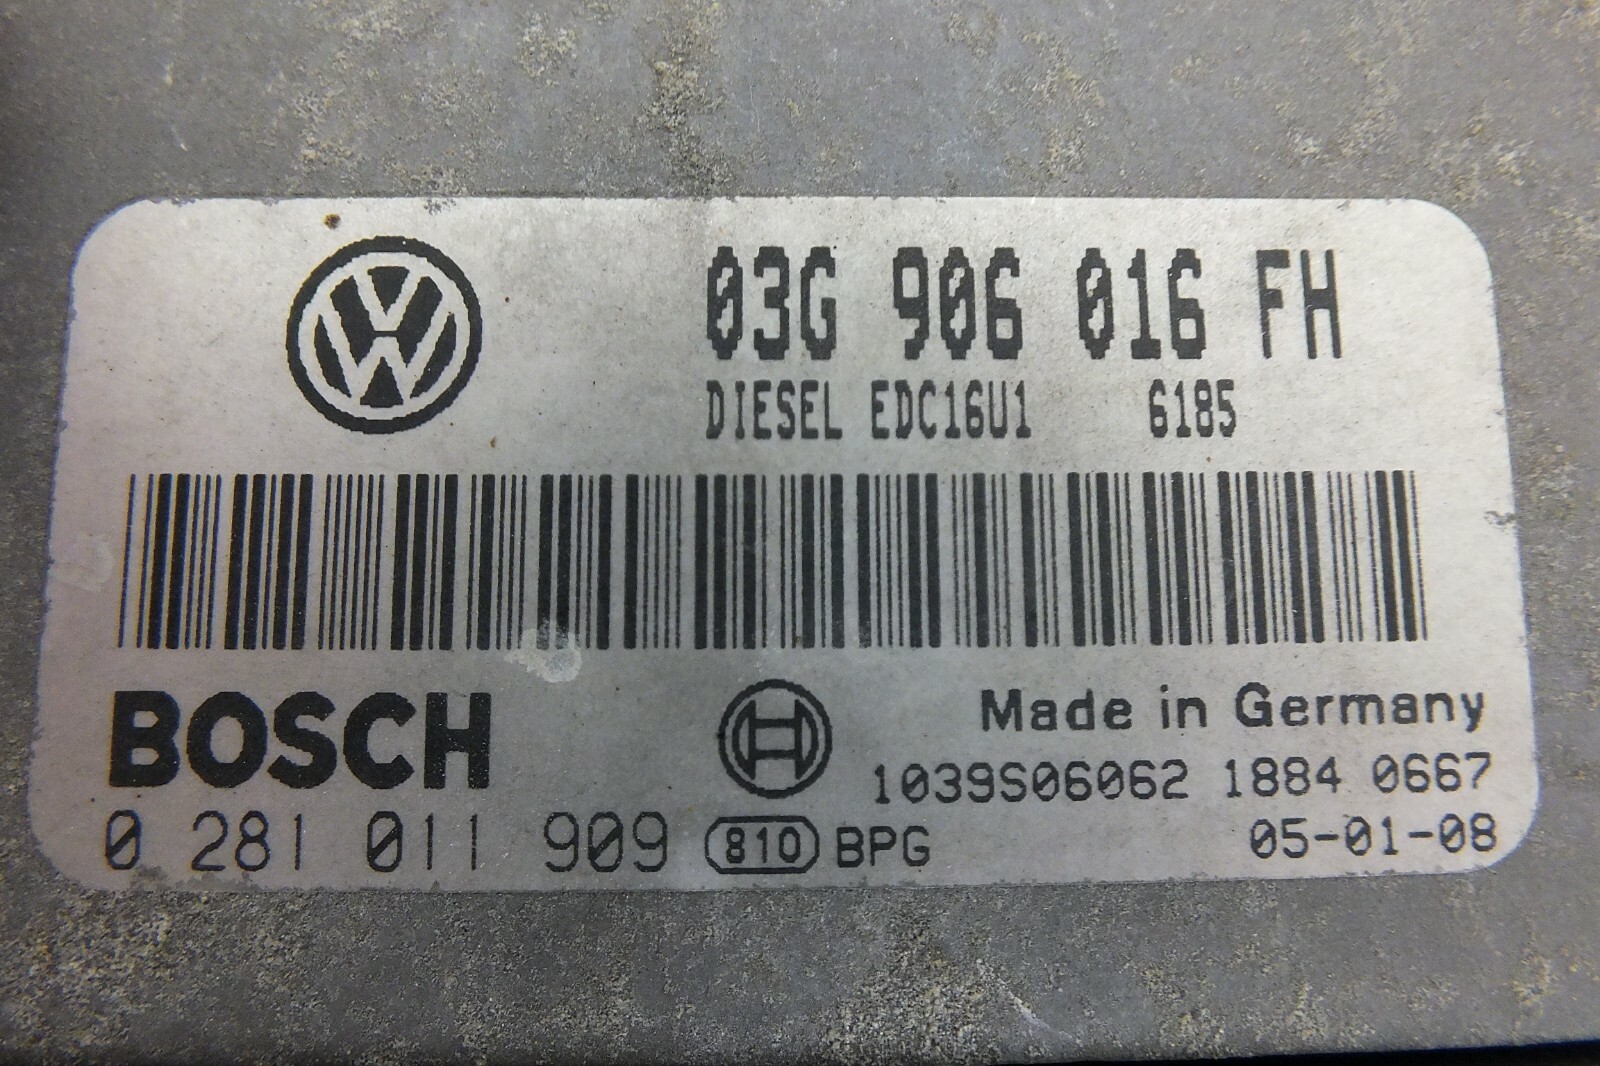 03G 906 016 FH
DIESEL EDC16U1 6185
BOSCH
Made in Germany
1039S06062 1884 0667
0 281 011 909 810 BPG 05-01-08